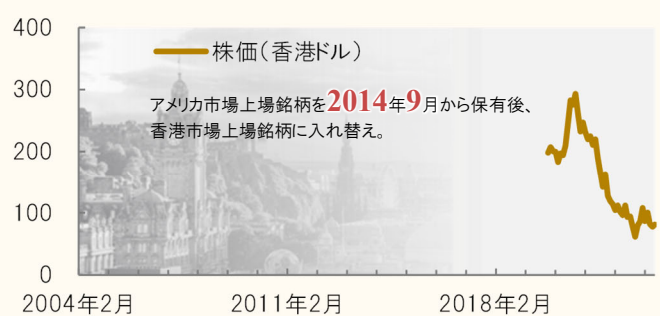 400
株価(香港ドル)
300
アメリカ市場上場銘柄を2014年9月から保有後、
香港市場上場銘柄に入れ替え。
200
100
0
2004年2月 2011年2月 2018年2月